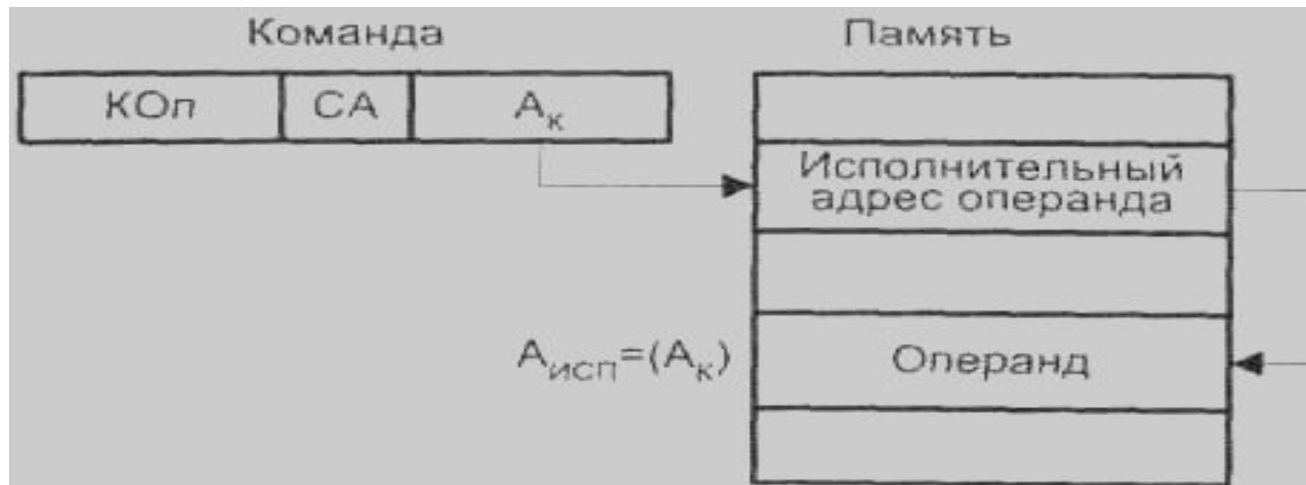 Команда
Память
КОп
СА
Aк
Исполнительный
адрес операнда
Aисп=(Aк)
Операнд